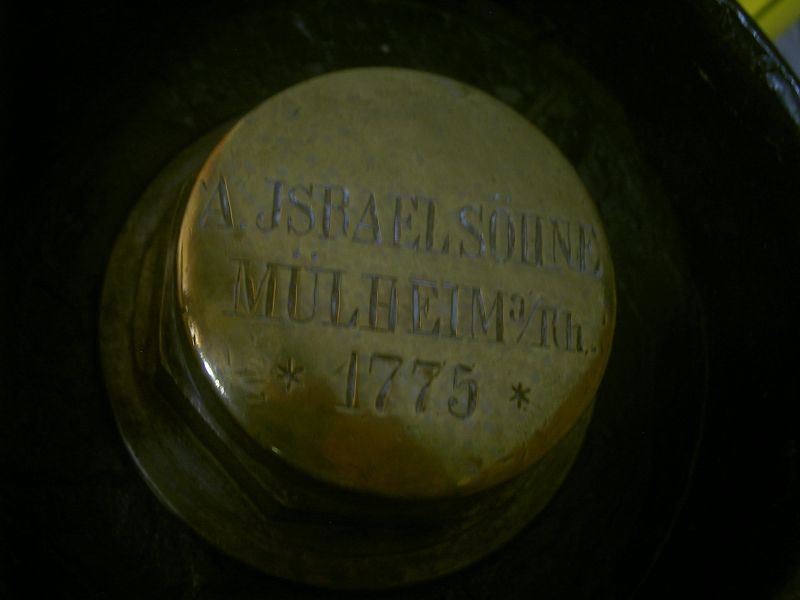 A. JSRAEL SÖHNE
MÜLHEIM a/Rh.
* 1775 *